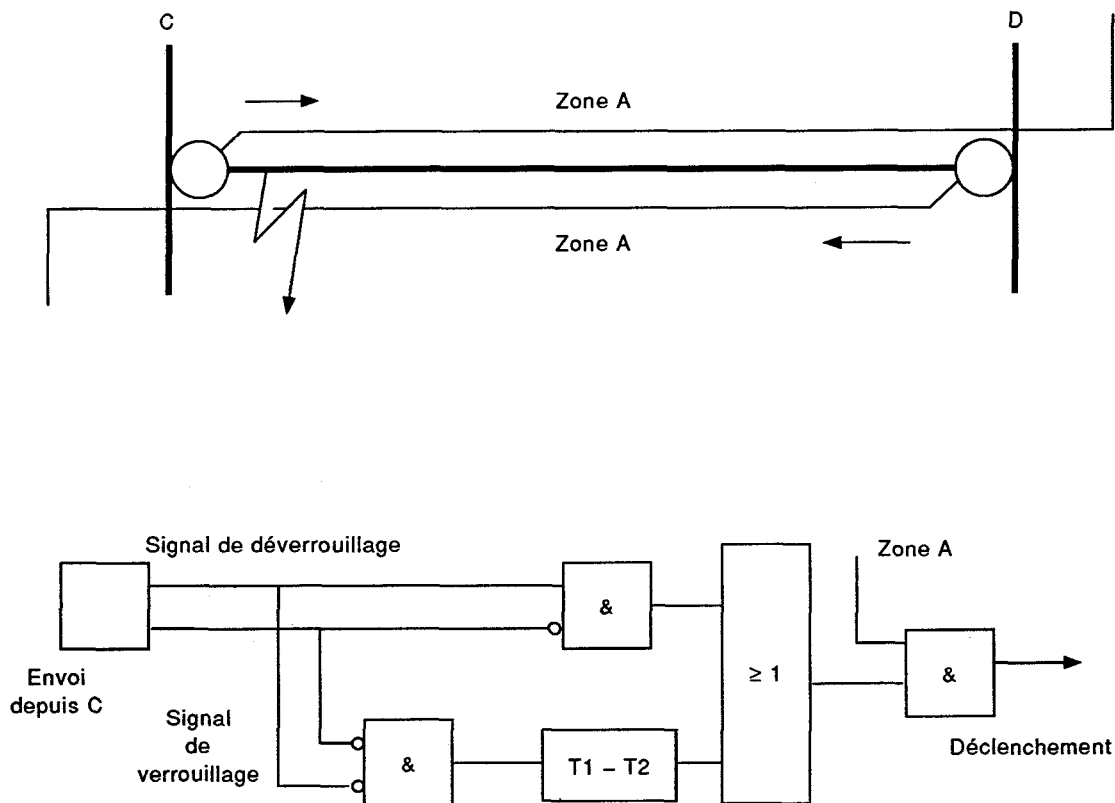 C
D
Zone A
Zone A
Signal de déverrouillage
Zone A
&
&
≥ 1
Envoi
depuis C
Signal
de
verrouillage
&
T1 – T2
Déclenchement